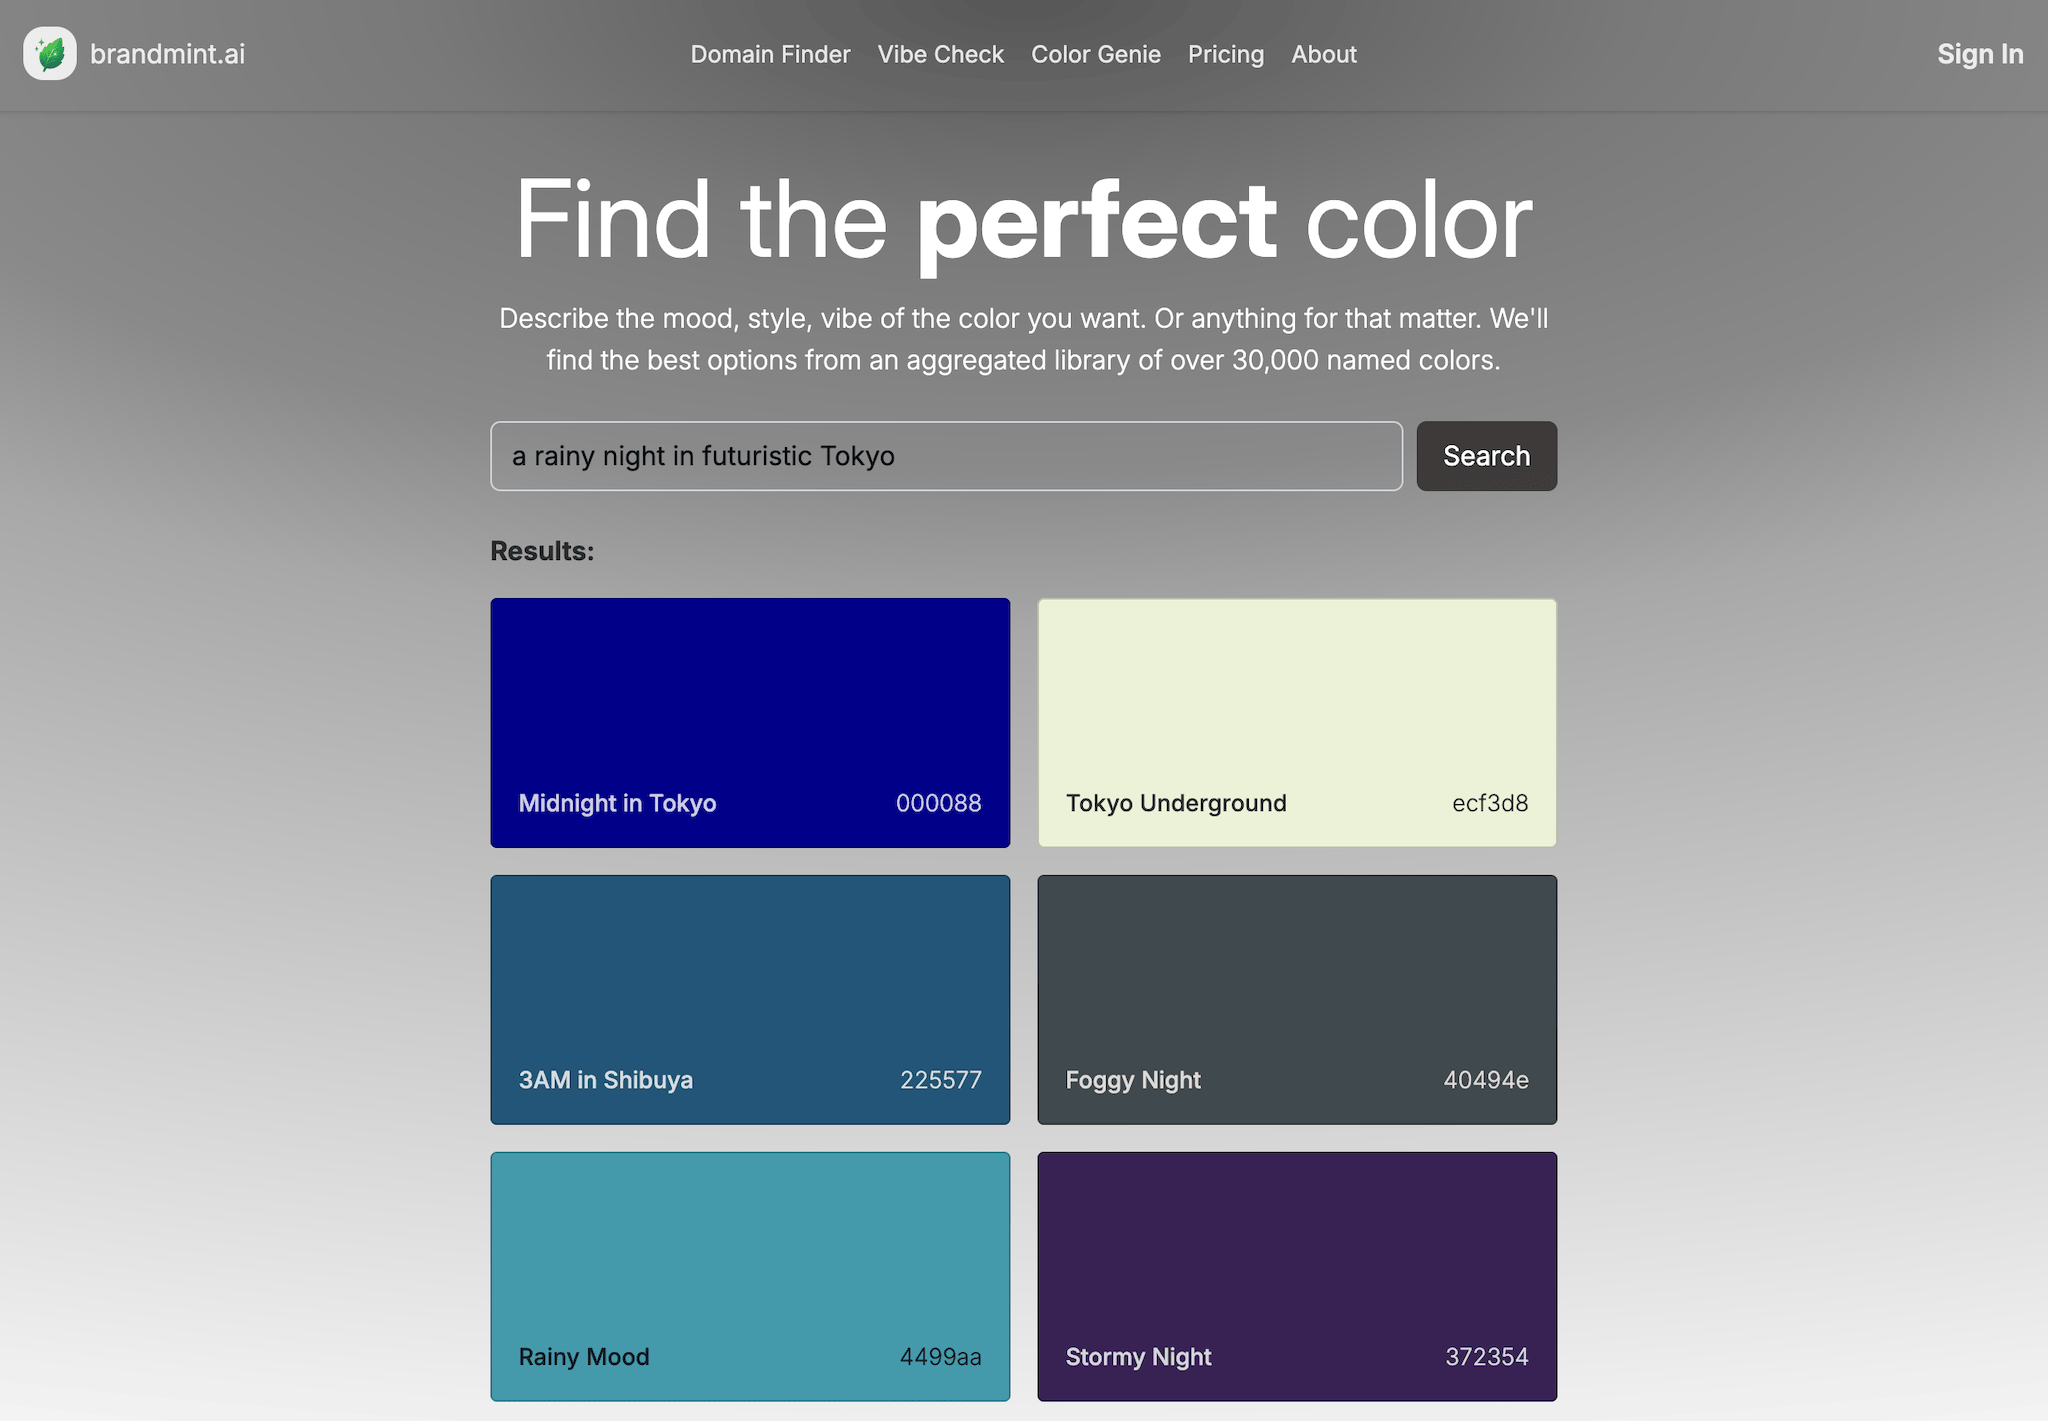 brandmint.ai
Domain Finder Vibe Check Color Genie Pricing About
Sign In
Find the perfect color
Describe the mood, style, vibe of the color you want. Or anything for that matter. We'll
find the best options from an aggregated library of over 30,000 named colors.
a rainy night in futuristic Tokyo
Search
Results:
Midnight in Tokyo 000088
Tokyo Underground ecf3d8
3AM in Shibuya 225577
Foggy Night 40494e
Rainy Mood 4499aa
Stormy Night 372354